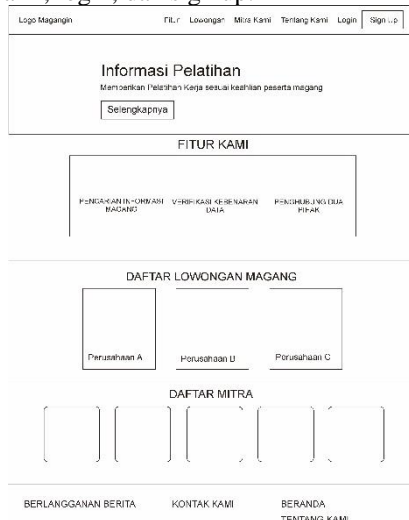 Logo Magangin Fitur Lowongan Mitra Kami Tentang Kami Login Sign Up
Informasi Pelatihan
Memberikan Pelatihan Kerja sesuai keahlian peserta magang
Selengkapnya
FITUR KAMI
PENCARIAN INFORMASI MAGANG
VERIFIKASI KEBENARAN DATA
PENGHUBUNG DUA PIHAK
DAFTAR LOWONGAN MAGANG
Perusahaan A Perusahaan B Perusahaan C
DAFTAR MITRA
BERLANGGANAN BERITA KONTAK KAMI BERANDA
TENTANG KAMI